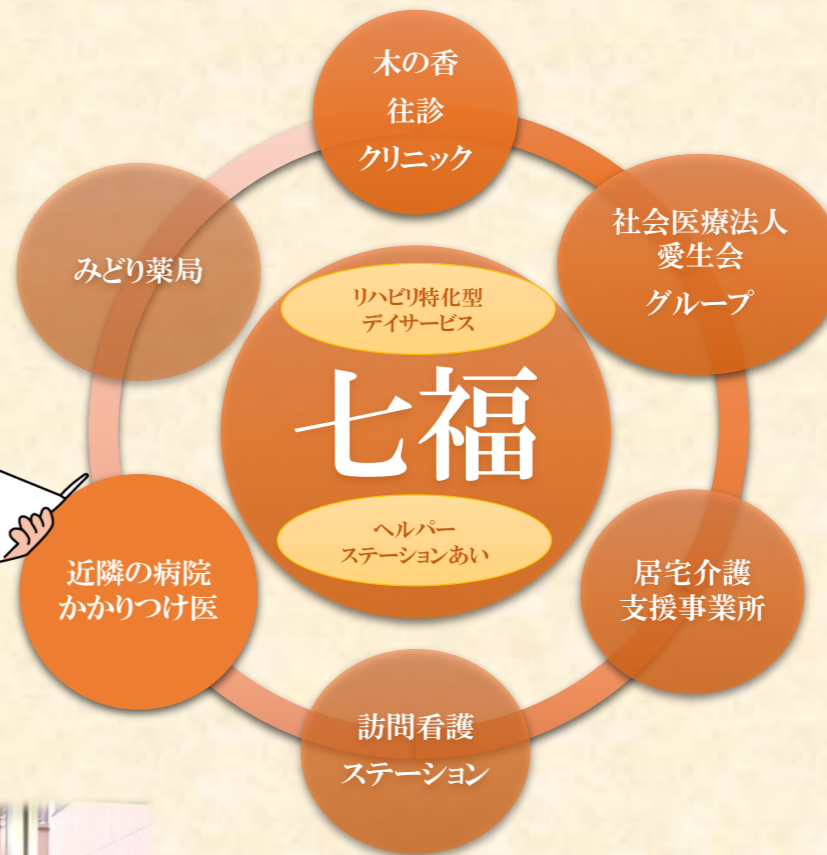 木の香
往診
クリニック
社会医療法人
愛生会
グループ
みどり薬局
リハビリ特化型
デイサービス
七福
ヘルパー
ステーションあい
近隣の病院
かかりつけ医
居宅介護
支援事業所
訪問看護
ステーション